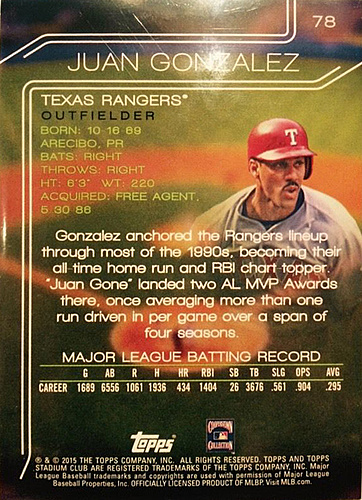 78
JUAN GONZALEZ
TEXAS RANGERS®
OUTFIELDER
BORN: 10-16-69
ARECIBO, PR
BATS: RIGHT
THROWS: RIGHT
HT: 6'3" WT: 220
ACQUIRED: FREE AGENT,
5-30-86
T
Gonzalez anchored the Rangers lineup
through most of the 1990s, becoming their
all-time home run and RBI chart topper.
"Juan Gone" landed two AL MVP Awards
there, once averaging more than one
run driven in per game over a span of
four seasons.
MAJOR LEAGUE BATTING RECORD
G AB R H HR RBI SB TB SLG OPS AVG
CAREER 1689 6556 1061 1936 434 1404 26 3676 .561 .904 .295
topps®
COOPERSTOWN
COLLECTION
® & © 2015 THE TOPPS COMPANY, INC. ALL RIGHTS RESERVED. TOPPS AND TOPPS
STADIUM CLUB ARE REGISTERED TRADEMARKS OF THE TOPPS COMPANY, INC. Major
League Baseball trademarks and copyrights are used with permission of Major League
Baseball Properties, Inc. OFFICIALLY LICENSED PRODUCT OF MLBP. Visit MLB.com.